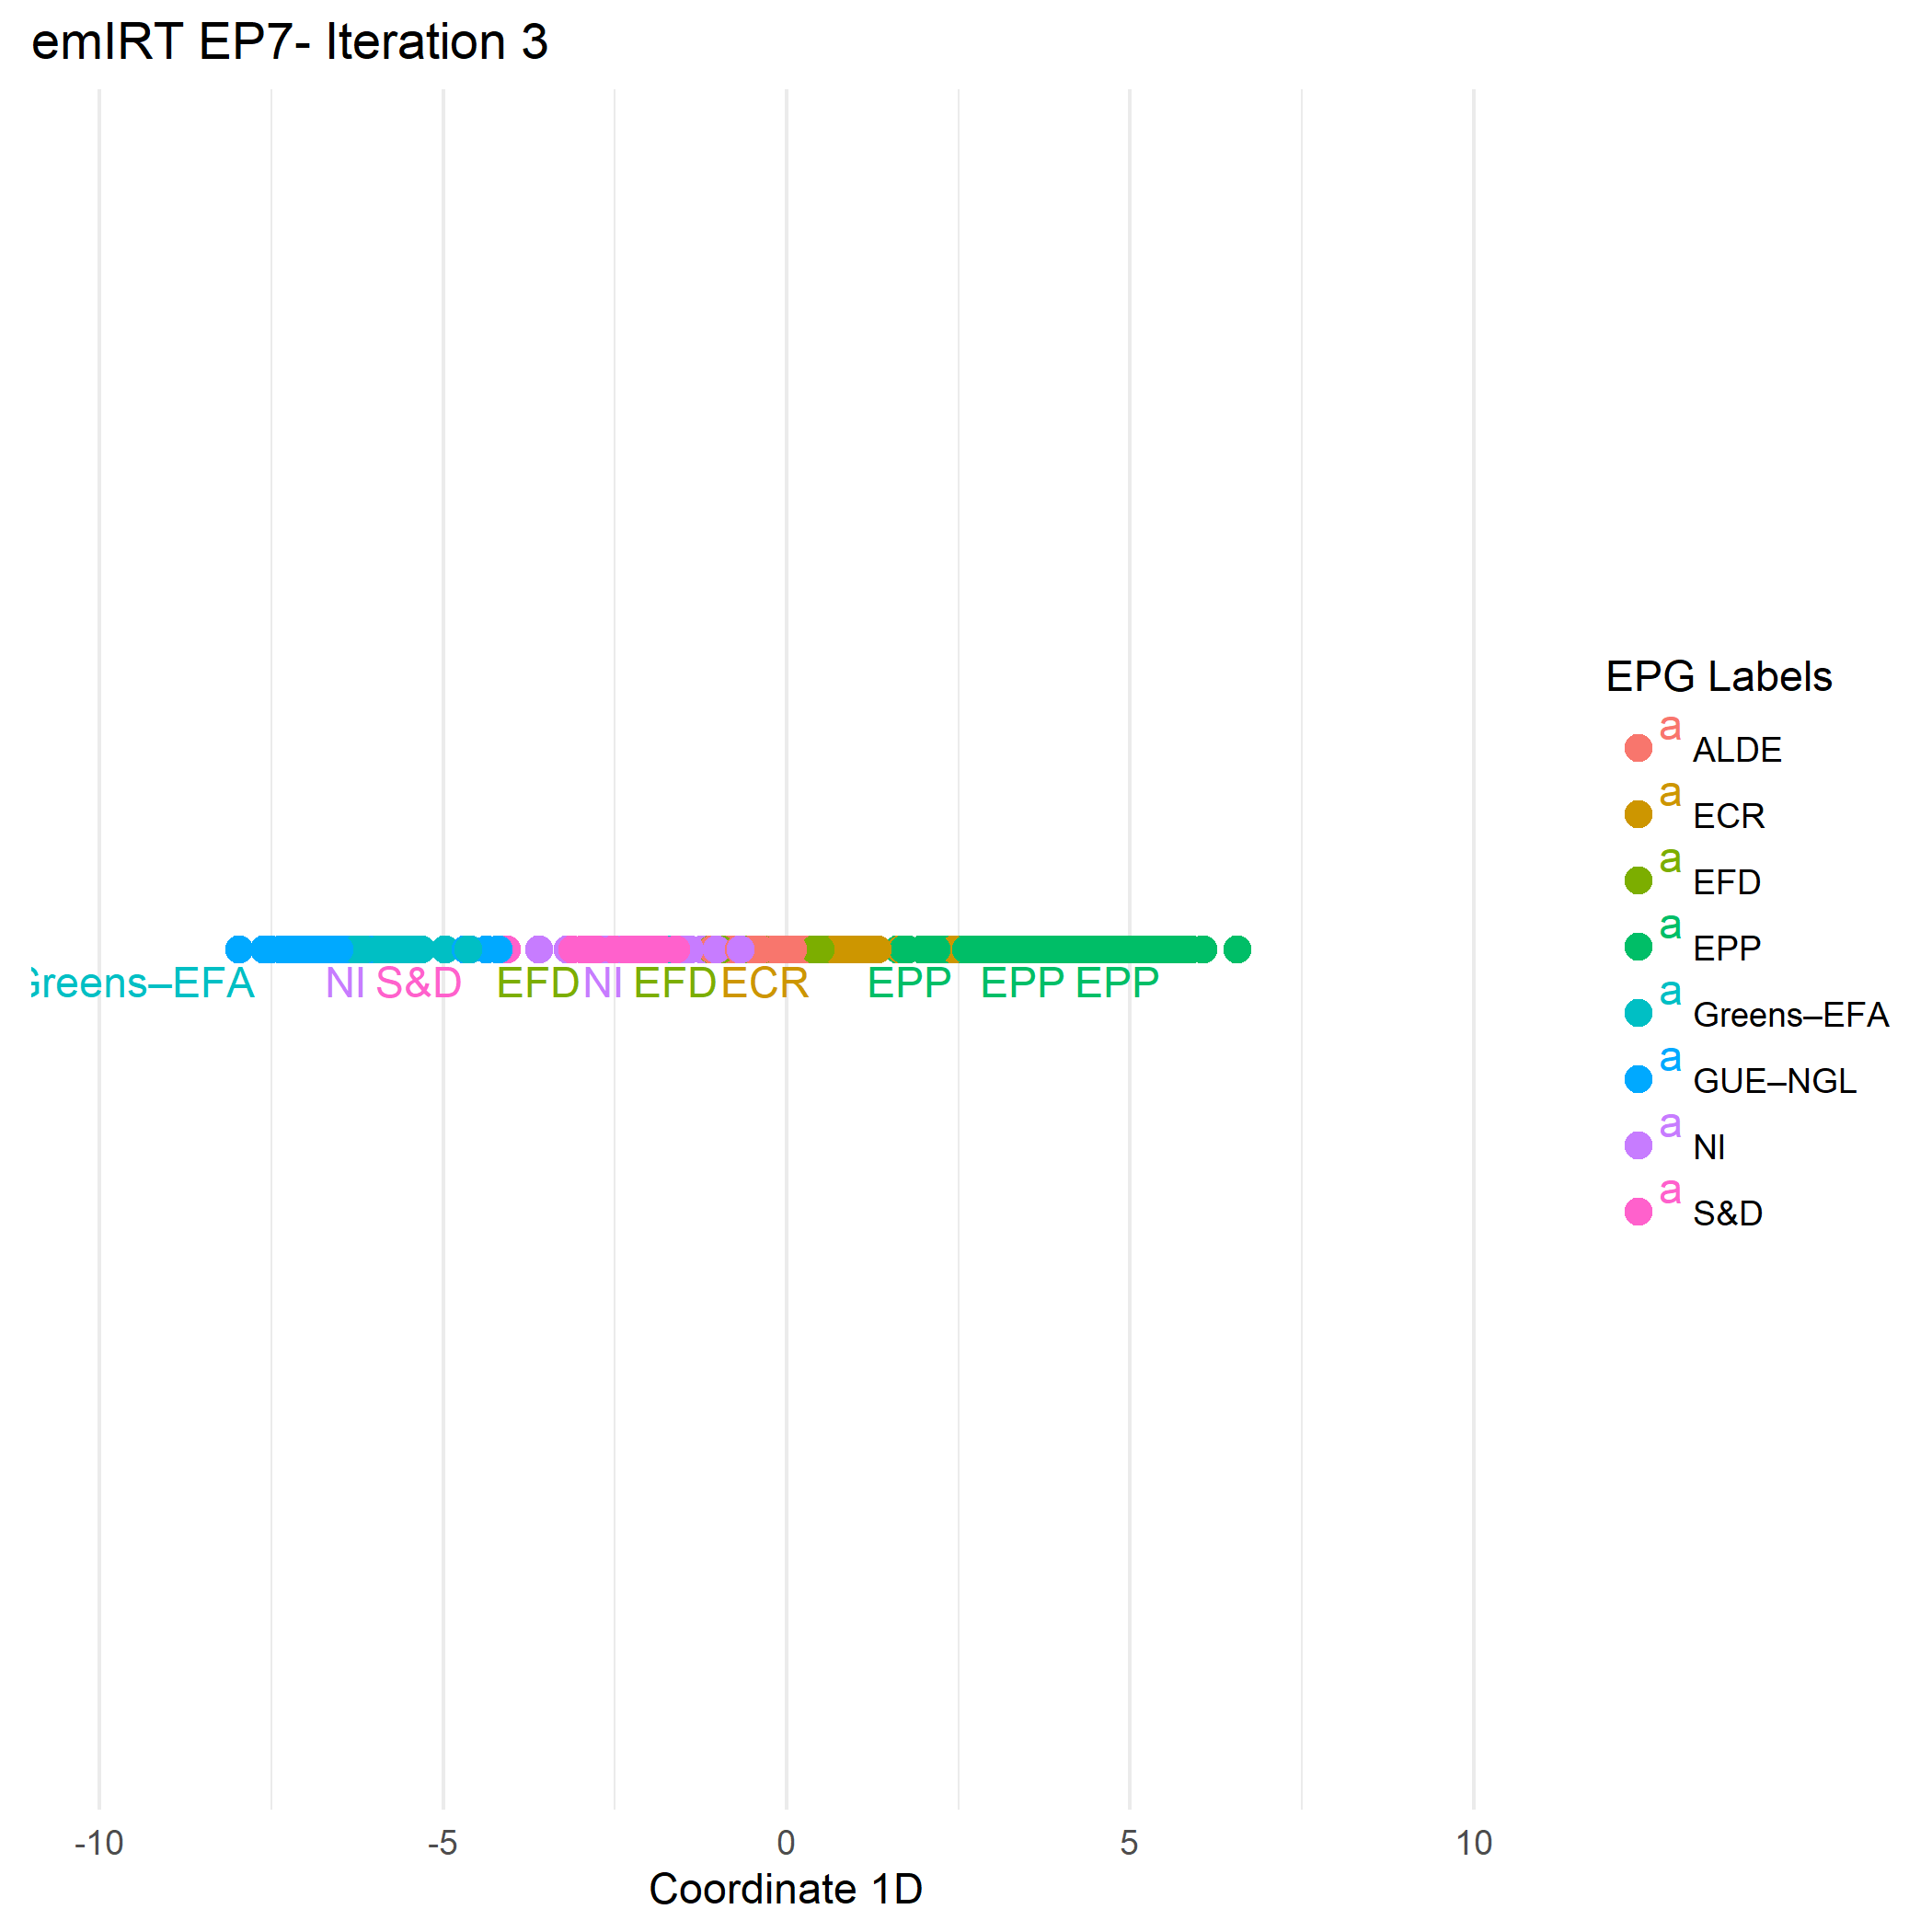 emIRT EP7- Iteration 3
Greens–EFA NI S&D EFD NI EFD ECR EPP EPP EPP
EPG Labels
a ALDE
a ECR
a EFD
a EPP
a Greens–EFA
a GUE–NGL
a NI
a S&D
-10 -5 0 5 10
Coordinate 1D